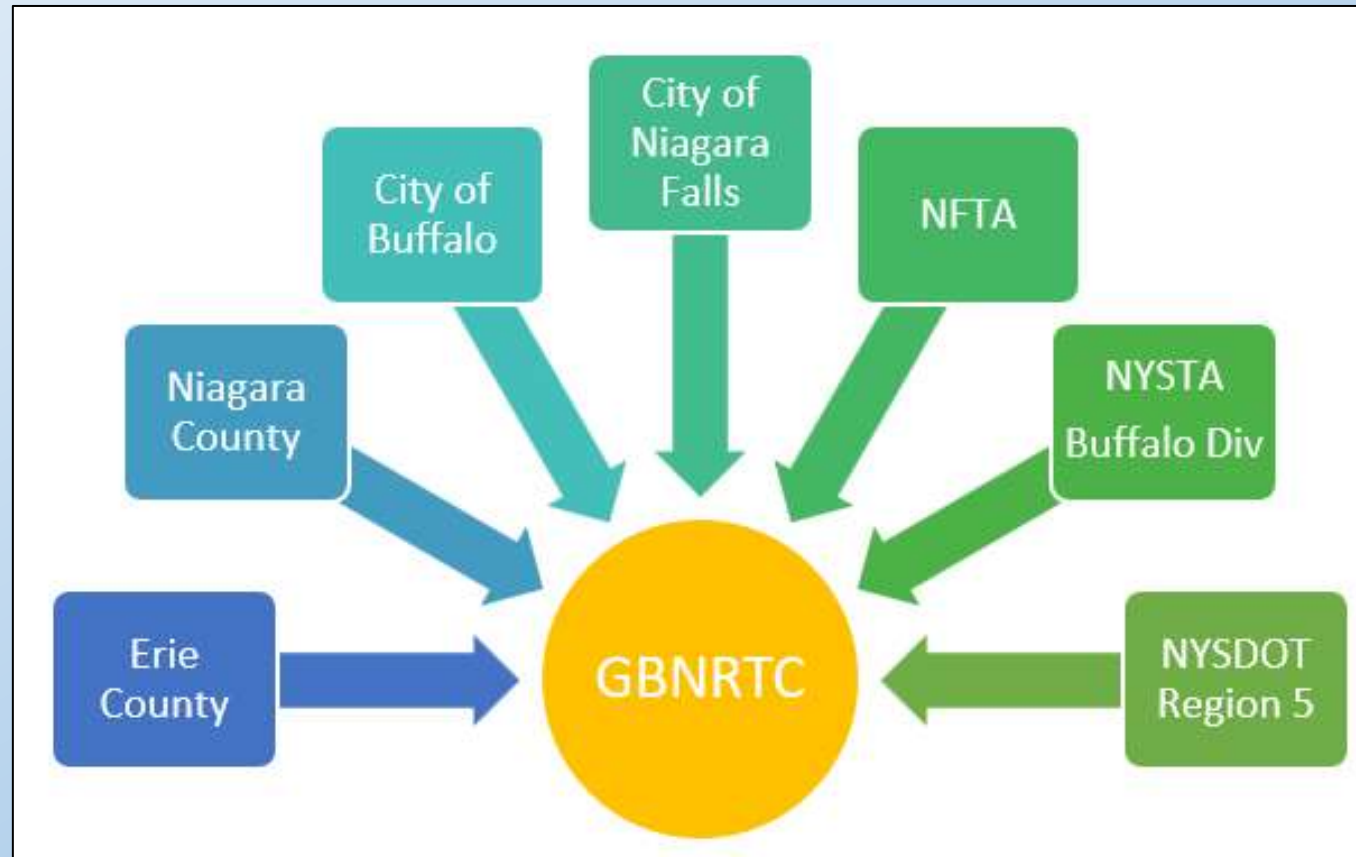 City of
Niagara
Falls
City of
Buffalo
NFTA
Niagara
County
NYSTA
Buffalo Div
Erie
County
GBNRTC
NYSDOT
Region 5